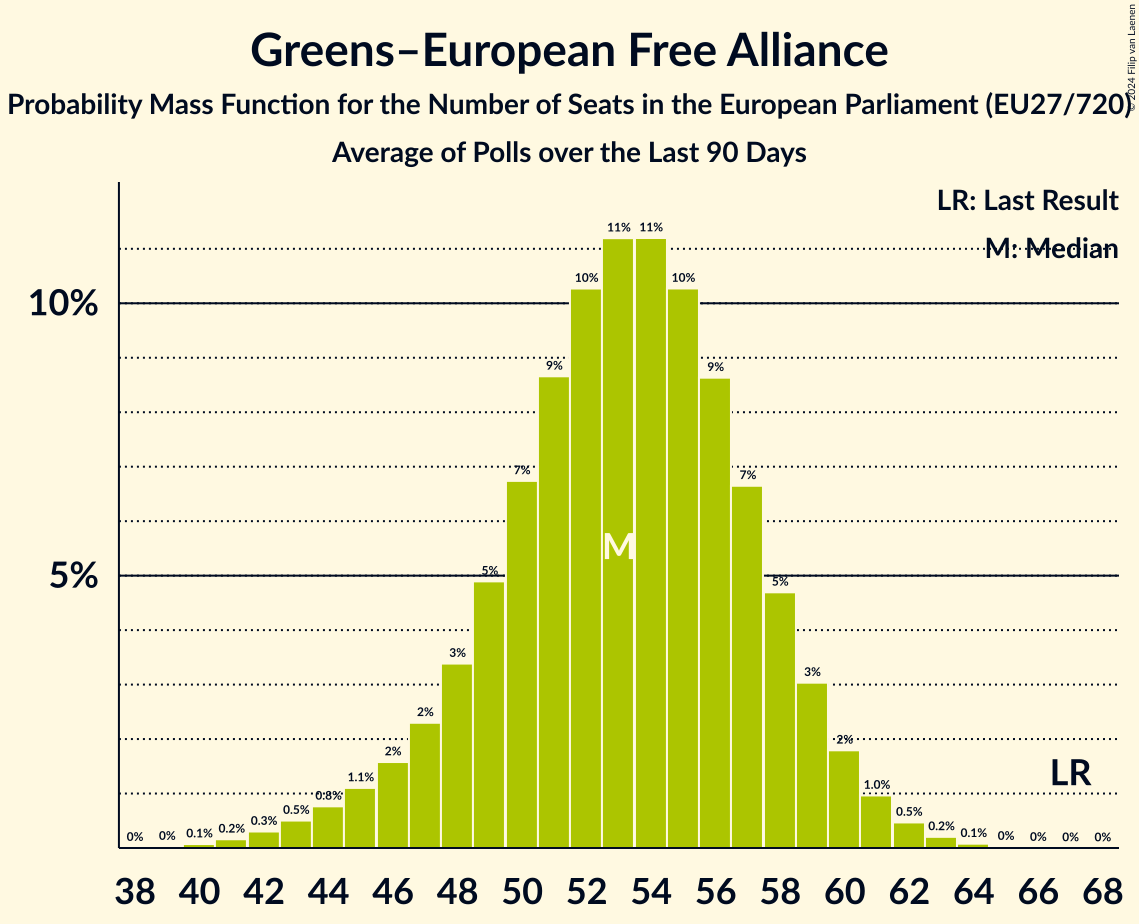 Greens–European Free Alliance
Probability Mass Function for the Number of Seats in the European Parliament (EU27/720)
Average of Polls over the Last 90 Days
© 2024 Filip van Laenen
LR: Last Result
M: Median
10%
5%
0% 0% 0.1% 0.2% 0.3% 0.5% 0.8% 1.1% 2% 2% 3% 5% 7% 9% 10% 11% 11% 10% 9% 7% 5% 3% 2% 1.0% 0.5% 0.2% 0.1% 0% 0% 0% 0%
M
LR
38 40 42 44 46 48 50 52 54 56 58 60 62 64 66 68